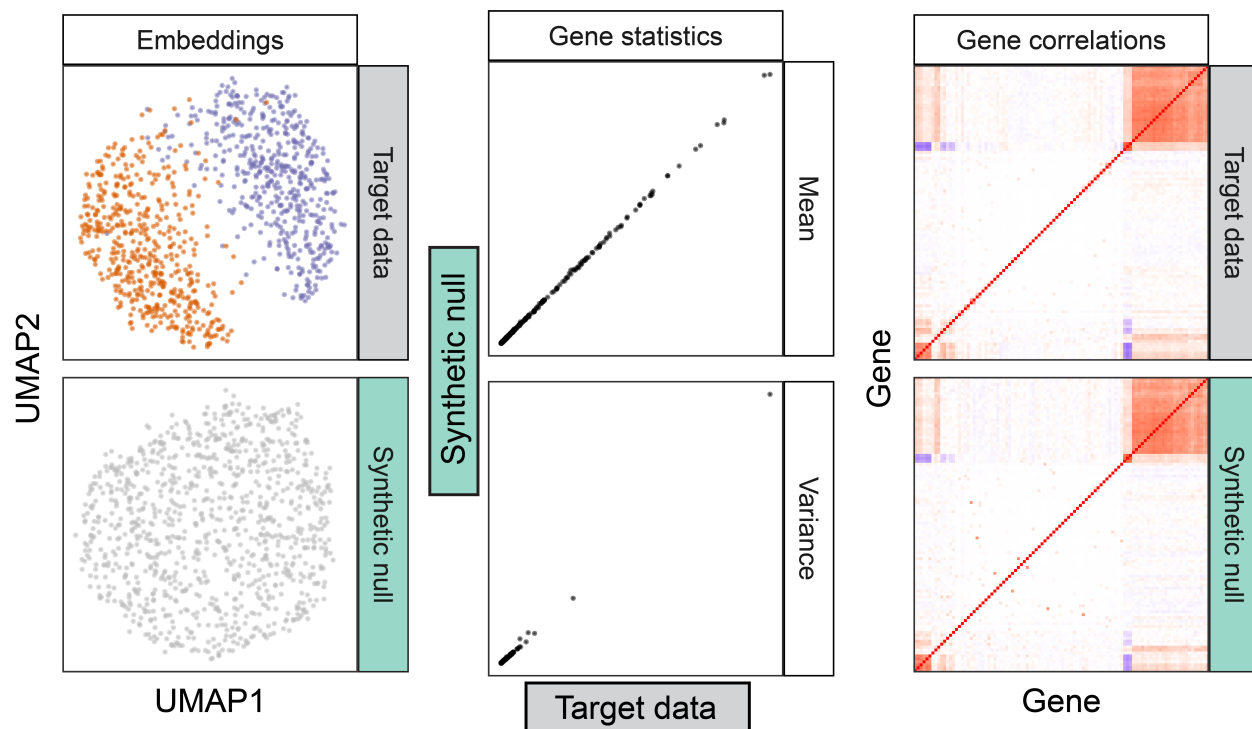 Embeddings
Gene statistics
Gene correlations
Target data
Mean
Target data
UMAP2
Synthetic null
Gene
Synthetic null
Variance
Synthetic null
UMAP1
Target data
Gene